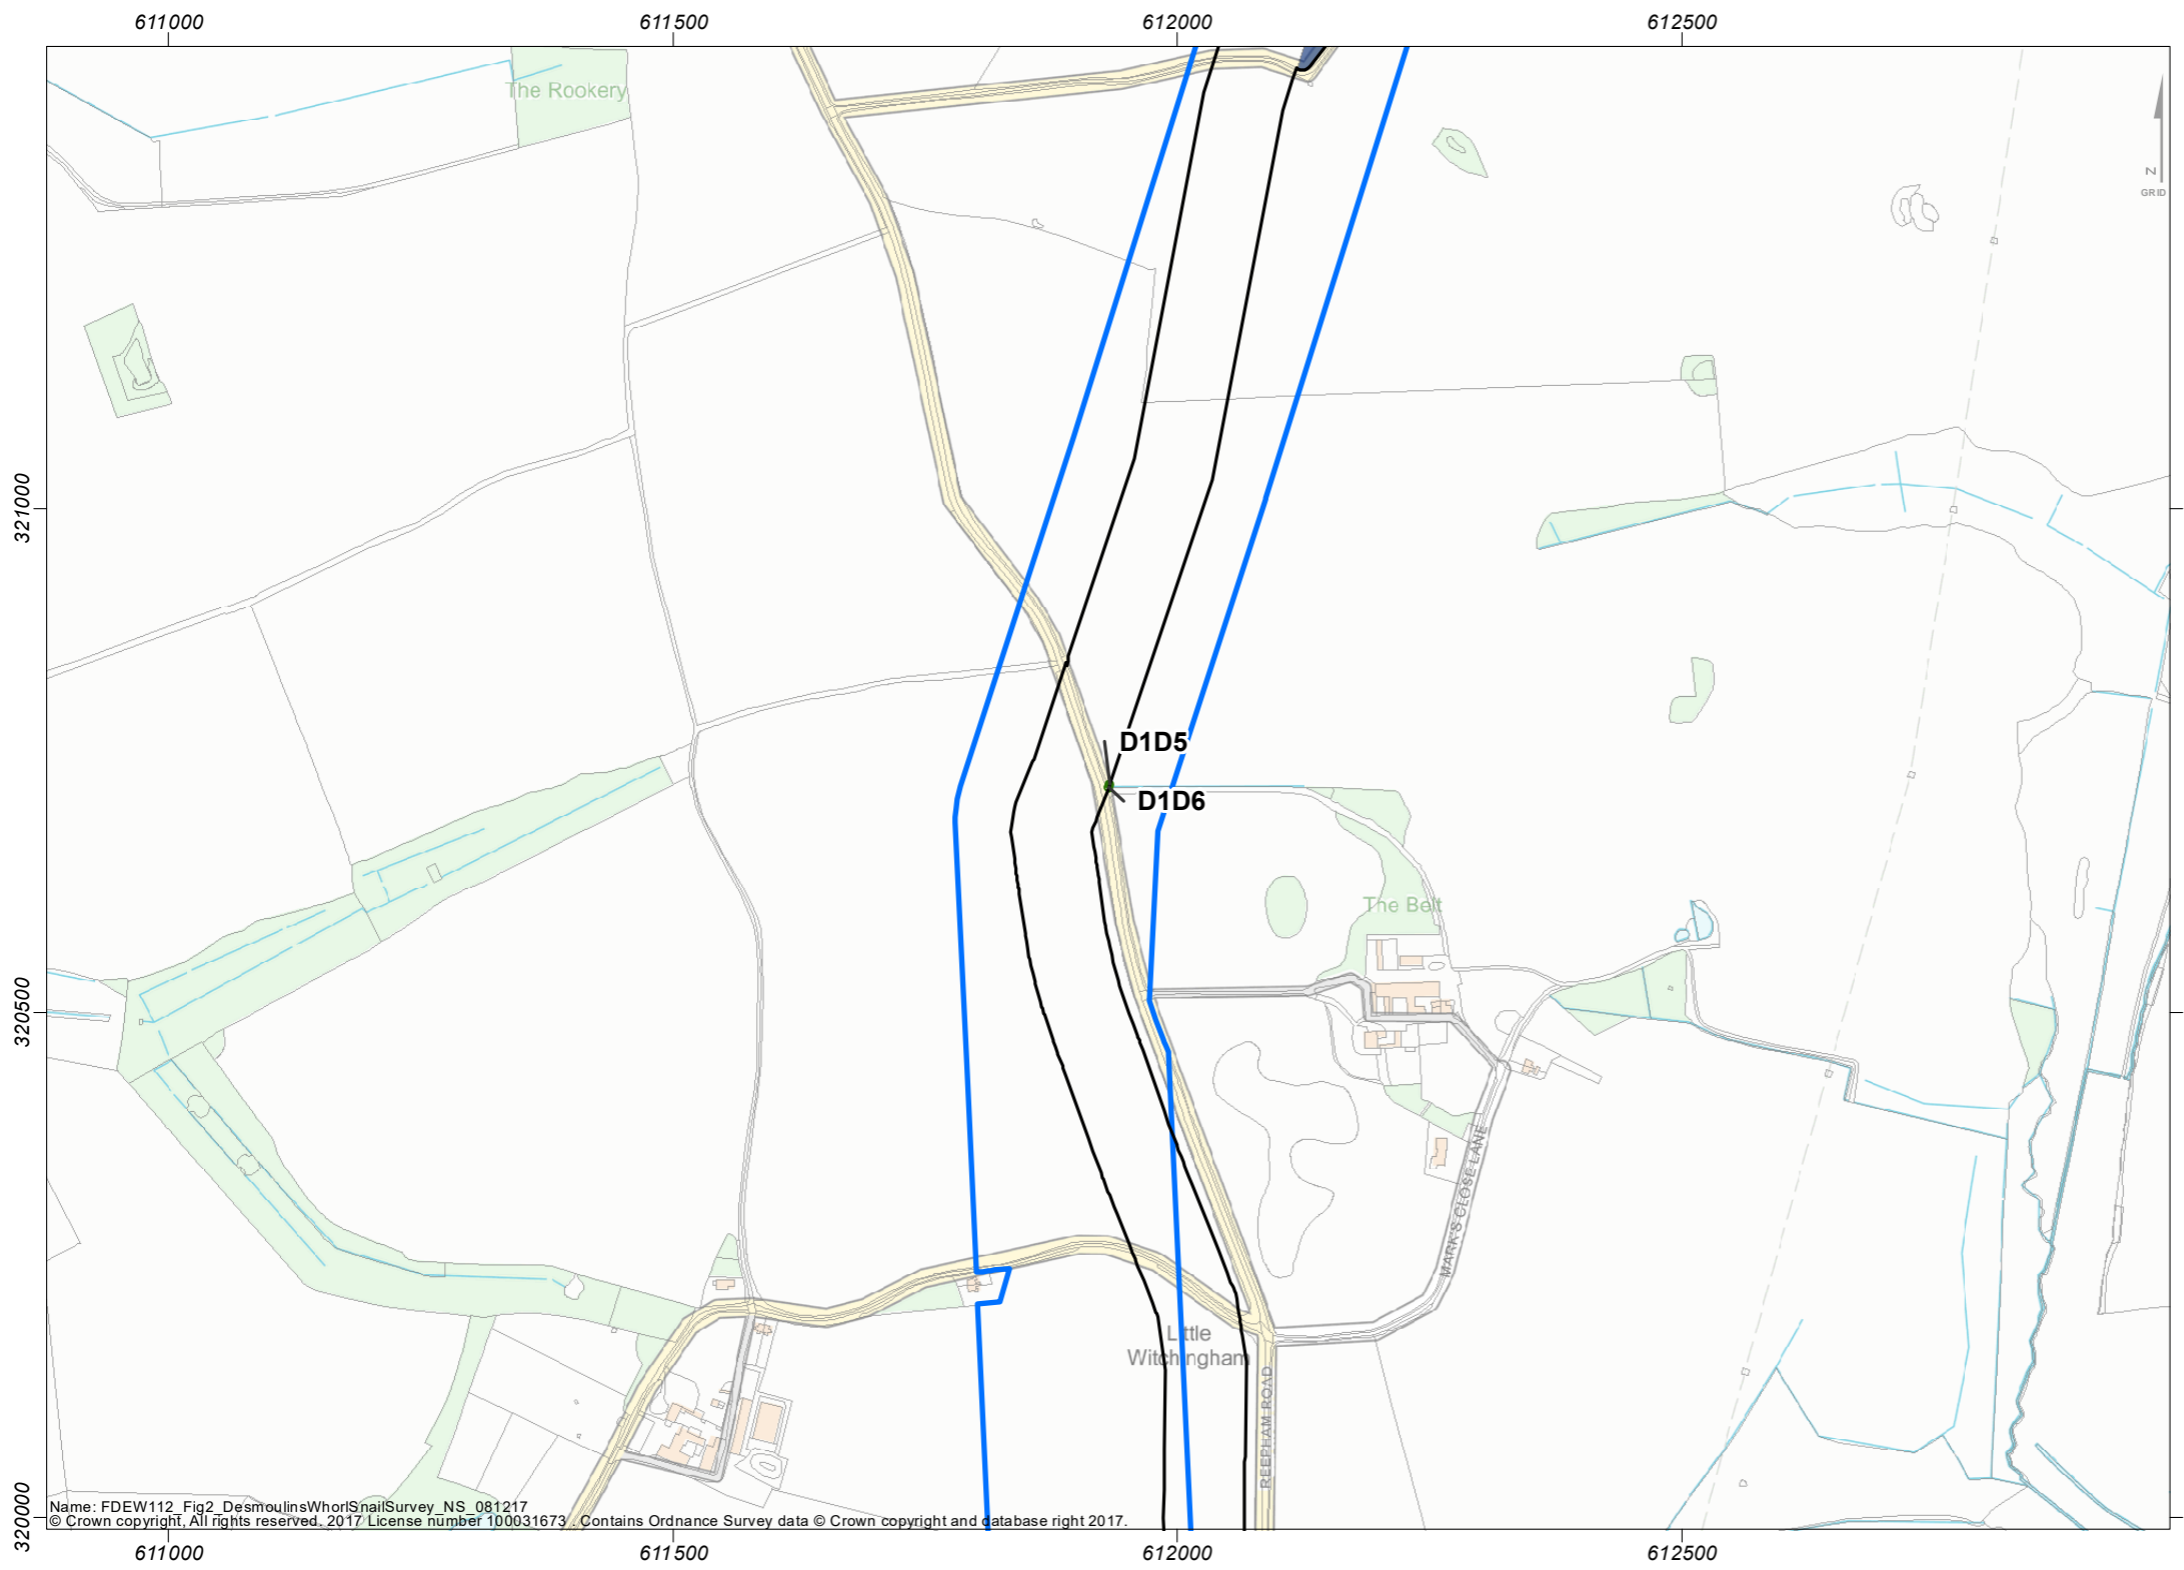 611000
611500
612000
612500
The Rookery
N
GRID
321000
D1D5
D1D6
The Belt
320500
MARK'S CLOSE LANE
Little
Witchingham
REEPHAM ROAD
320000
Name: FDEW112_Fig2_DesmoulinsWhorlSnailSurvey_NS_081217
© Crown copyright, All rights reserved. 2017 License number 100031673 . Contains Ordnance Survey data © Crown copyright and database right 2017.
611000
611500
612000
612500